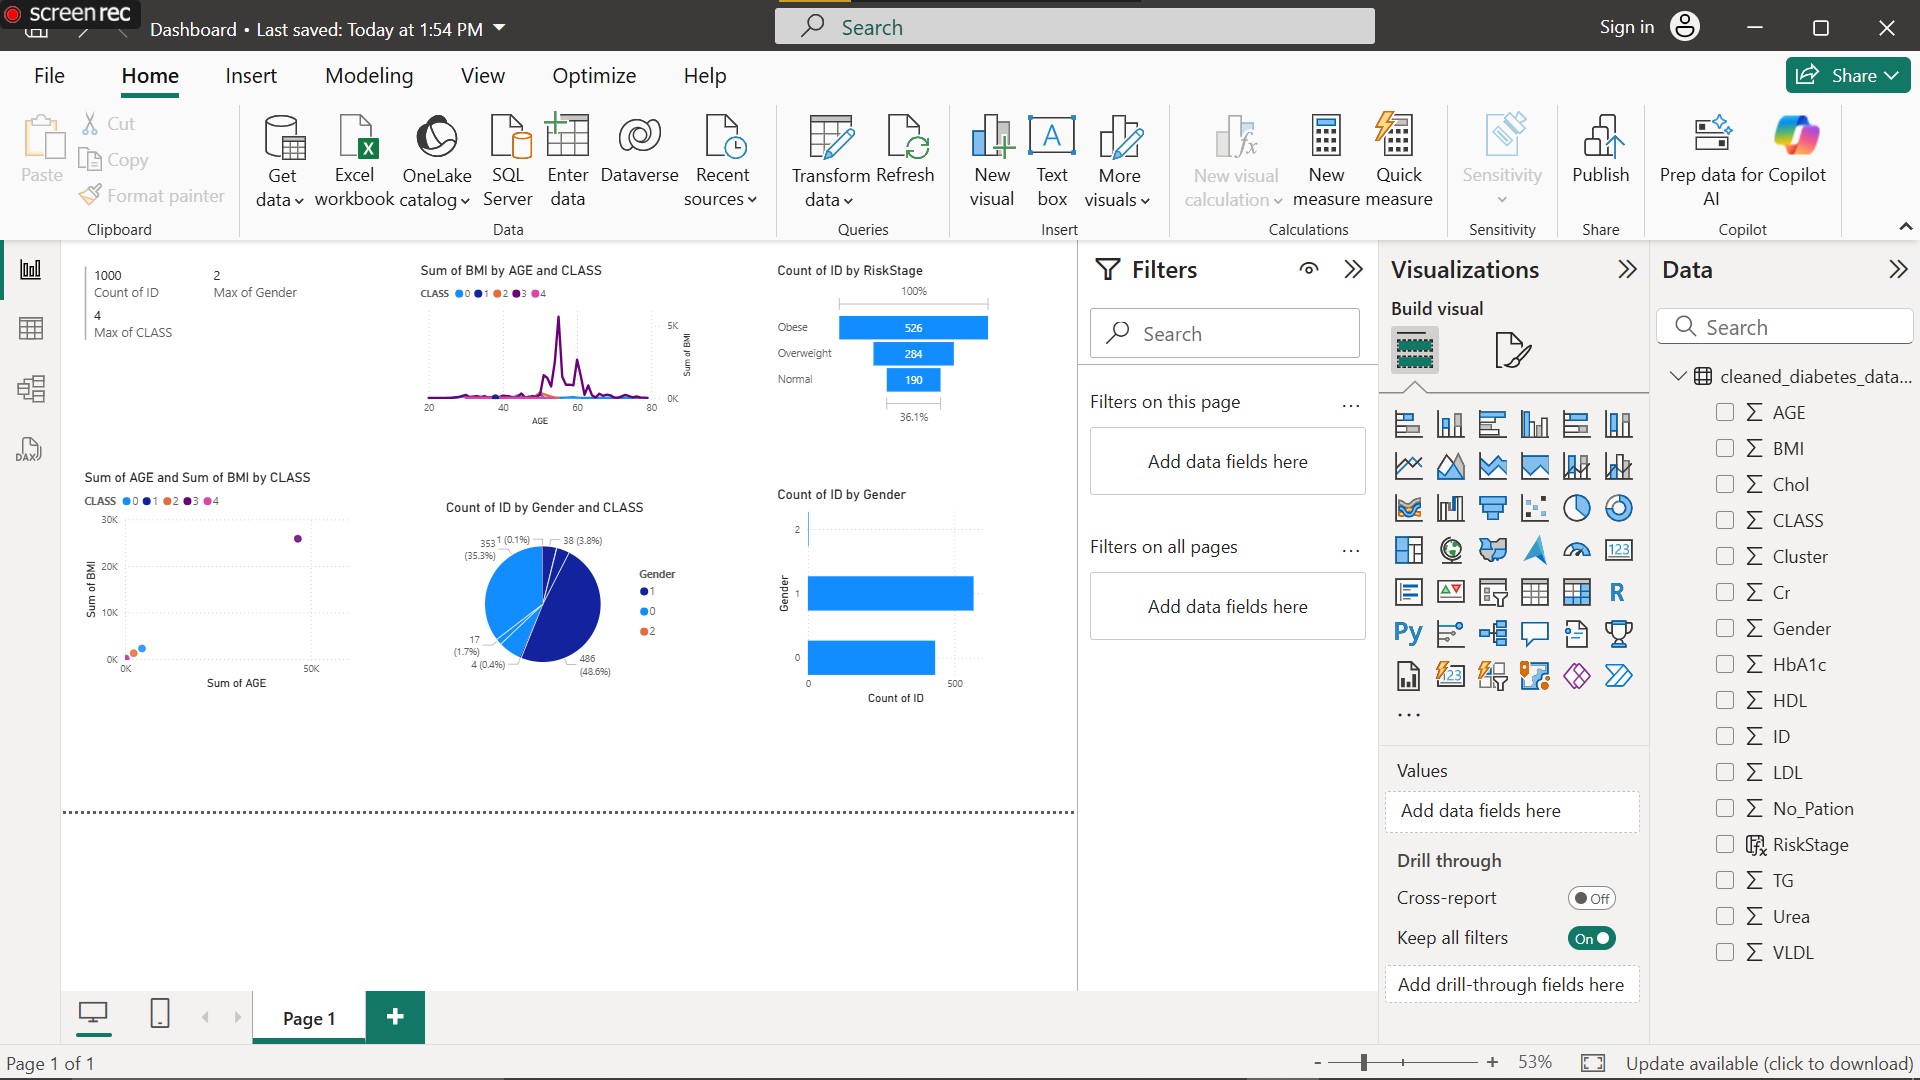 screen rec
Dashboard • Last saved: Today at 1:54 PM
Search
Sign in
File
Home
Insert
Modeling
View
Optimize
Help
Share
Paste
Cut
Copy
Format painter
Clipboard
Get data
Excel workbook
OneLake catalog
SQL Server
Enter data
Dataverse
Recent sources
Data
Transform data
Refresh
Queries
New visual
Text box
More visuals
Insert
New visual calculation
New measure
Quick measure
Calculations
Sensitivity
Sensitivity
Publish
Share
Prep data for AI
Copilot
Copilot
DAX
1000
Count of ID
2
Max of Gender
4
Max of CLASS
Sum of BMI by AGE and CLASS
CLASS 0 1 2 3 4
5K
0K
Sum of BMI
20 40 60 80
AGE
Count of ID by RiskStage
100%
Obese 526
Overweight 284
Normal 190
36.1%
Sum of AGE and Sum of BMI by CLASS
CLASS 0 1 2 3 4
30K
20K
10K
0K
Sum of BMI
0K 50K
Sum of AGE
Count of ID by Gender and CLASS
353 (35.3%)
1 (0.1%)
38 (3.8%)
17 (1.7%)
4 (0.4%)
486 (48.6%)
Gender
1
0
2
Count of ID by Gender
2
1
0
Gender
0 500
Count of ID
Filters
Search
Filters on this page
...
Add data fields here
Filters on all pages
...
Add data fields here
Visualizations
Build visual
123
R
Py
123
...
Values
Add data fields here
Drill through
Cross-report
Off
Keep all filters
On
Add drill-through fields here
Data
Search
cleaned_diabetes_data...
AGE
BMI
Chol
CLASS
Cluster
Cr
Gender
HbA1c
HDL
ID
LDL
No_Pation
RiskStage
TG
Urea
VLDL
Page 1
+
Page 1 of 1
- + 53%
Update available (click to download)